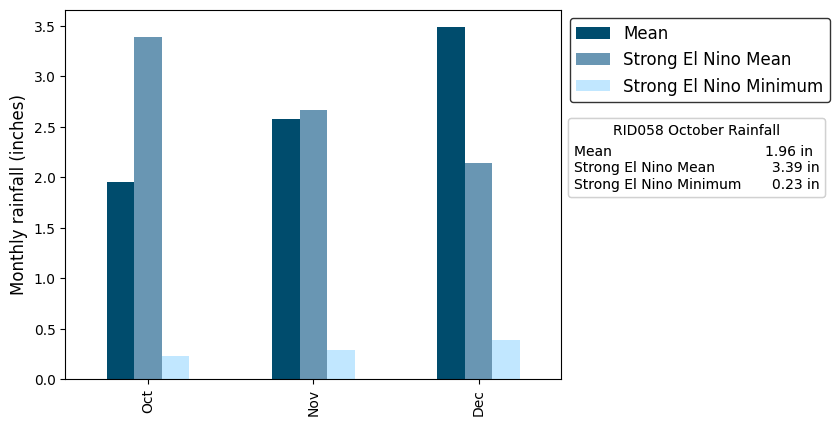 Monthly rainfall (inches)
3.5
3.0
2.5
2.0
1.5
1.0
0.5
0.0
Oct
Nov
Dec
Mean
Strong El Nino Mean
Strong El Nino Minimum
RID058 October Rainfall
Mean 1.96 in
Strong El Nino Mean 3.39 in
Strong El Nino Minimum 0.23 in